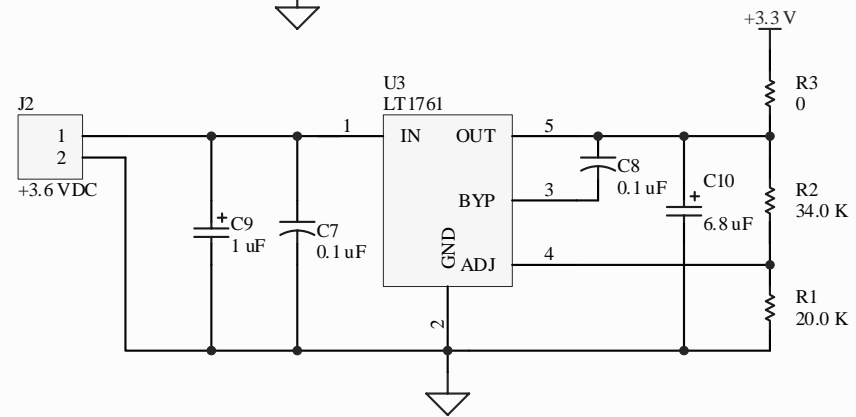 +3.3 V
R3
0
U3
LT1761
J2
1
2
+3.6 VDC
1
IN
OUT
5
BYP
3
GND
ADJ
4
2
+
C9
1 uF
C7
0.1 uF
C8
0.1 uF
+
C10
6.8 uF
R2
34.0 K
R1
20.0 K